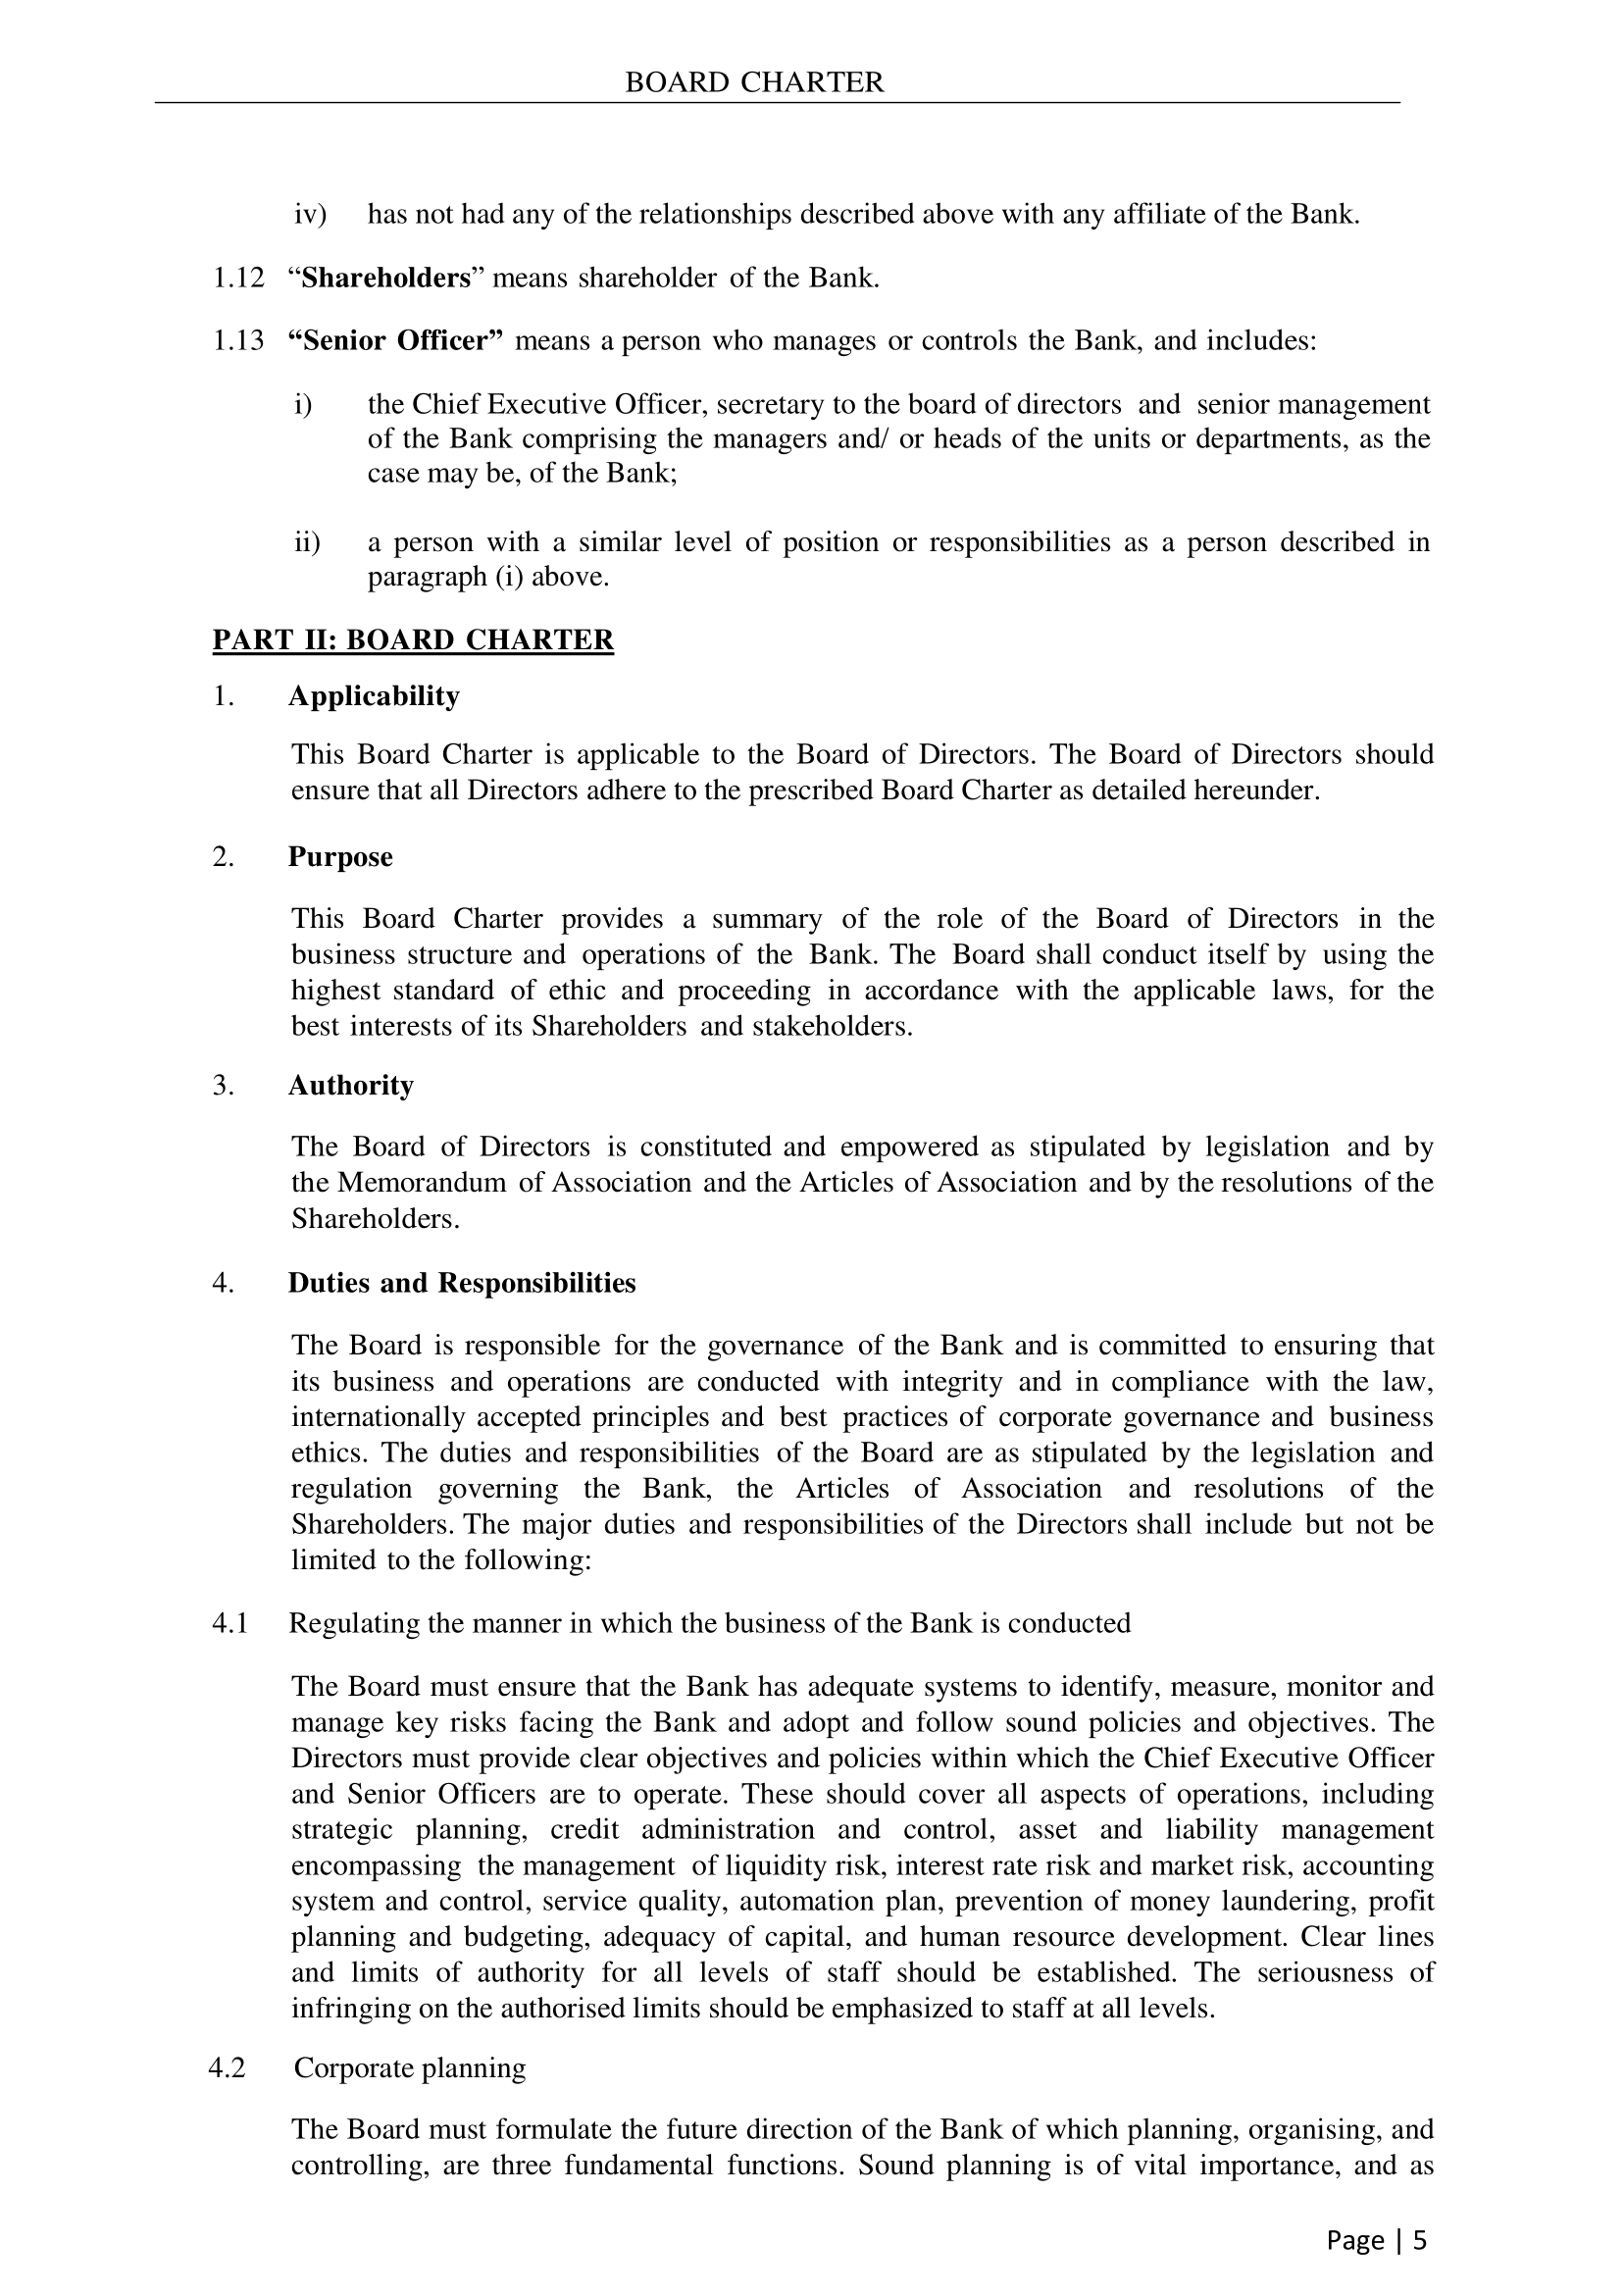 BOARD CHARTER
iv) has not had any of the relationships described above with any affiliate of the Bank.
1.12 “Shareholders” means shareholder of the Bank.
1.13 “Senior Officer” means a person who manages or controls the Bank, and includes:
i) the Chief Executive Officer, secretary to the board of directors and senior management
of the Bank comprising the managers and/ or heads of the units or departments, as the
case may be, of the Bank;
ii) a person with a similar level of position or responsibilities as a person described in
paragraph (i) above.
PART II: BOARD CHARTER
1. Applicability
This Board Charter is applicable to the Board of Directors. The Board of Directors should
ensure that all Directors adhere to the prescribed Board Charter as detailed hereunder.
2. Purpose
This Board Charter provides a summary of the role of the Board of Directors in the
business structure and operations of the Bank. The Board shall conduct itself by using the
highest standard of ethic and proceeding in accordance with the applicable laws, for the
best interests of its Shareholders and stakeholders.
3. Authority
The Board of Directors is constituted and empowered as stipulated by legislation and by
the Memorandum of Association and the Articles of Association and by the resolutions of the
Shareholders.
4. Duties and Responsibilities
The Board is responsible for the governance of the Bank and is committed to ensuring that
its business and operations are conducted with integrity and in compliance with the law,
internationally accepted principles and best practices of corporate governance and business
ethics. The duties and responsibilities of the Board are as stipulated by the legislation and
regulation governing the Bank, the Articles of Association and resolutions of the
Shareholders. The major duties and responsibilities of the Directors shall include but not be
limited to the following:
4.1 Regulating the manner in which the business of the Bank is conducted
The Board must ensure that the Bank has adequate systems to identify, measure, monitor and
manage key risks facing the Bank and adopt and follow sound policies and objectives. The
Directors must provide clear objectives and policies within which the Chief Executive Officer
and Senior Officers are to operate. These should cover all aspects of operations, including
strategic planning, credit administration and control, asset and liability management
encompassing the management of liquidity risk, interest rate risk and market risk, accounting
system and control, service quality, automation plan, prevention of money laundering, profit
planning and budgeting, adequacy of capital, and human resource development. Clear lines
and limits of authority for all levels of staff should be established. The seriousness of
infringing on the authorised limits should be emphasized to staff at all levels.
4.2 Corporate planning
The Board must formulate the future direction of the Bank of which planning, organising, and
controlling, are three fundamental functions. Sound planning is of vital importance, and as
Page | 5